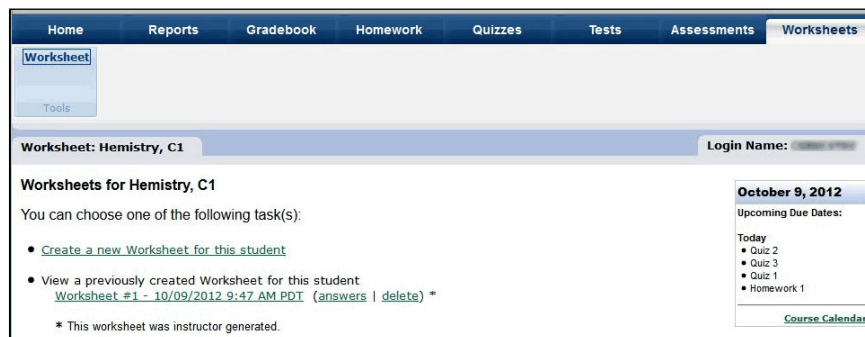 Home Reports Gradebook Homework Quizzes Tests Assessments Worksheets
Worksheet
Tools
Worksheet: Hemistry, C1
Login Name:
Worksheets for Hemistry, C1
You can choose one of the following task(s):
• Create a new Worksheet for this student
• View a previously created Worksheet for this student
Worksheet #1 - 10/09/2012 9:47 AM PDT (answers | delete) *
* This worksheet was instructor generated.
October 9, 2012
Upcoming Due Dates:
Today
• Quiz 2
• Quiz 3
• Quiz 1
• Homework 1
Course Calendar